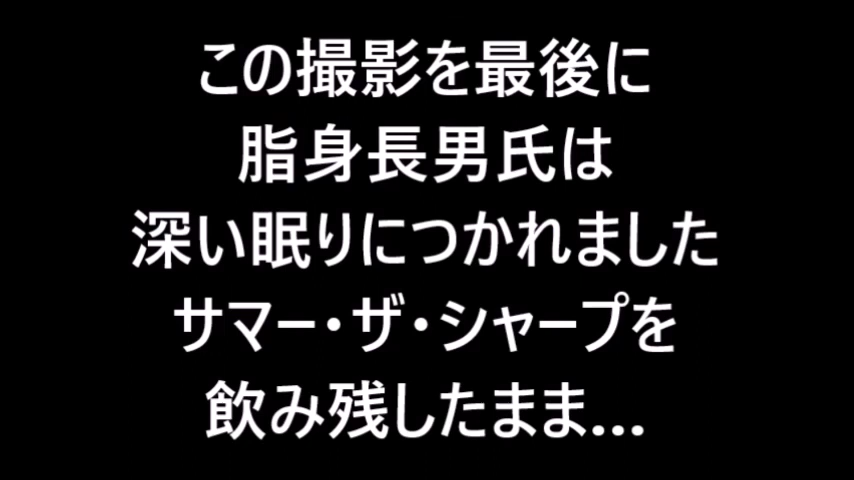 この撮影を最後に
脂身長男氏は
深い眠りにつかれました
サマー・ザ・シャープを
飲み残したまま...